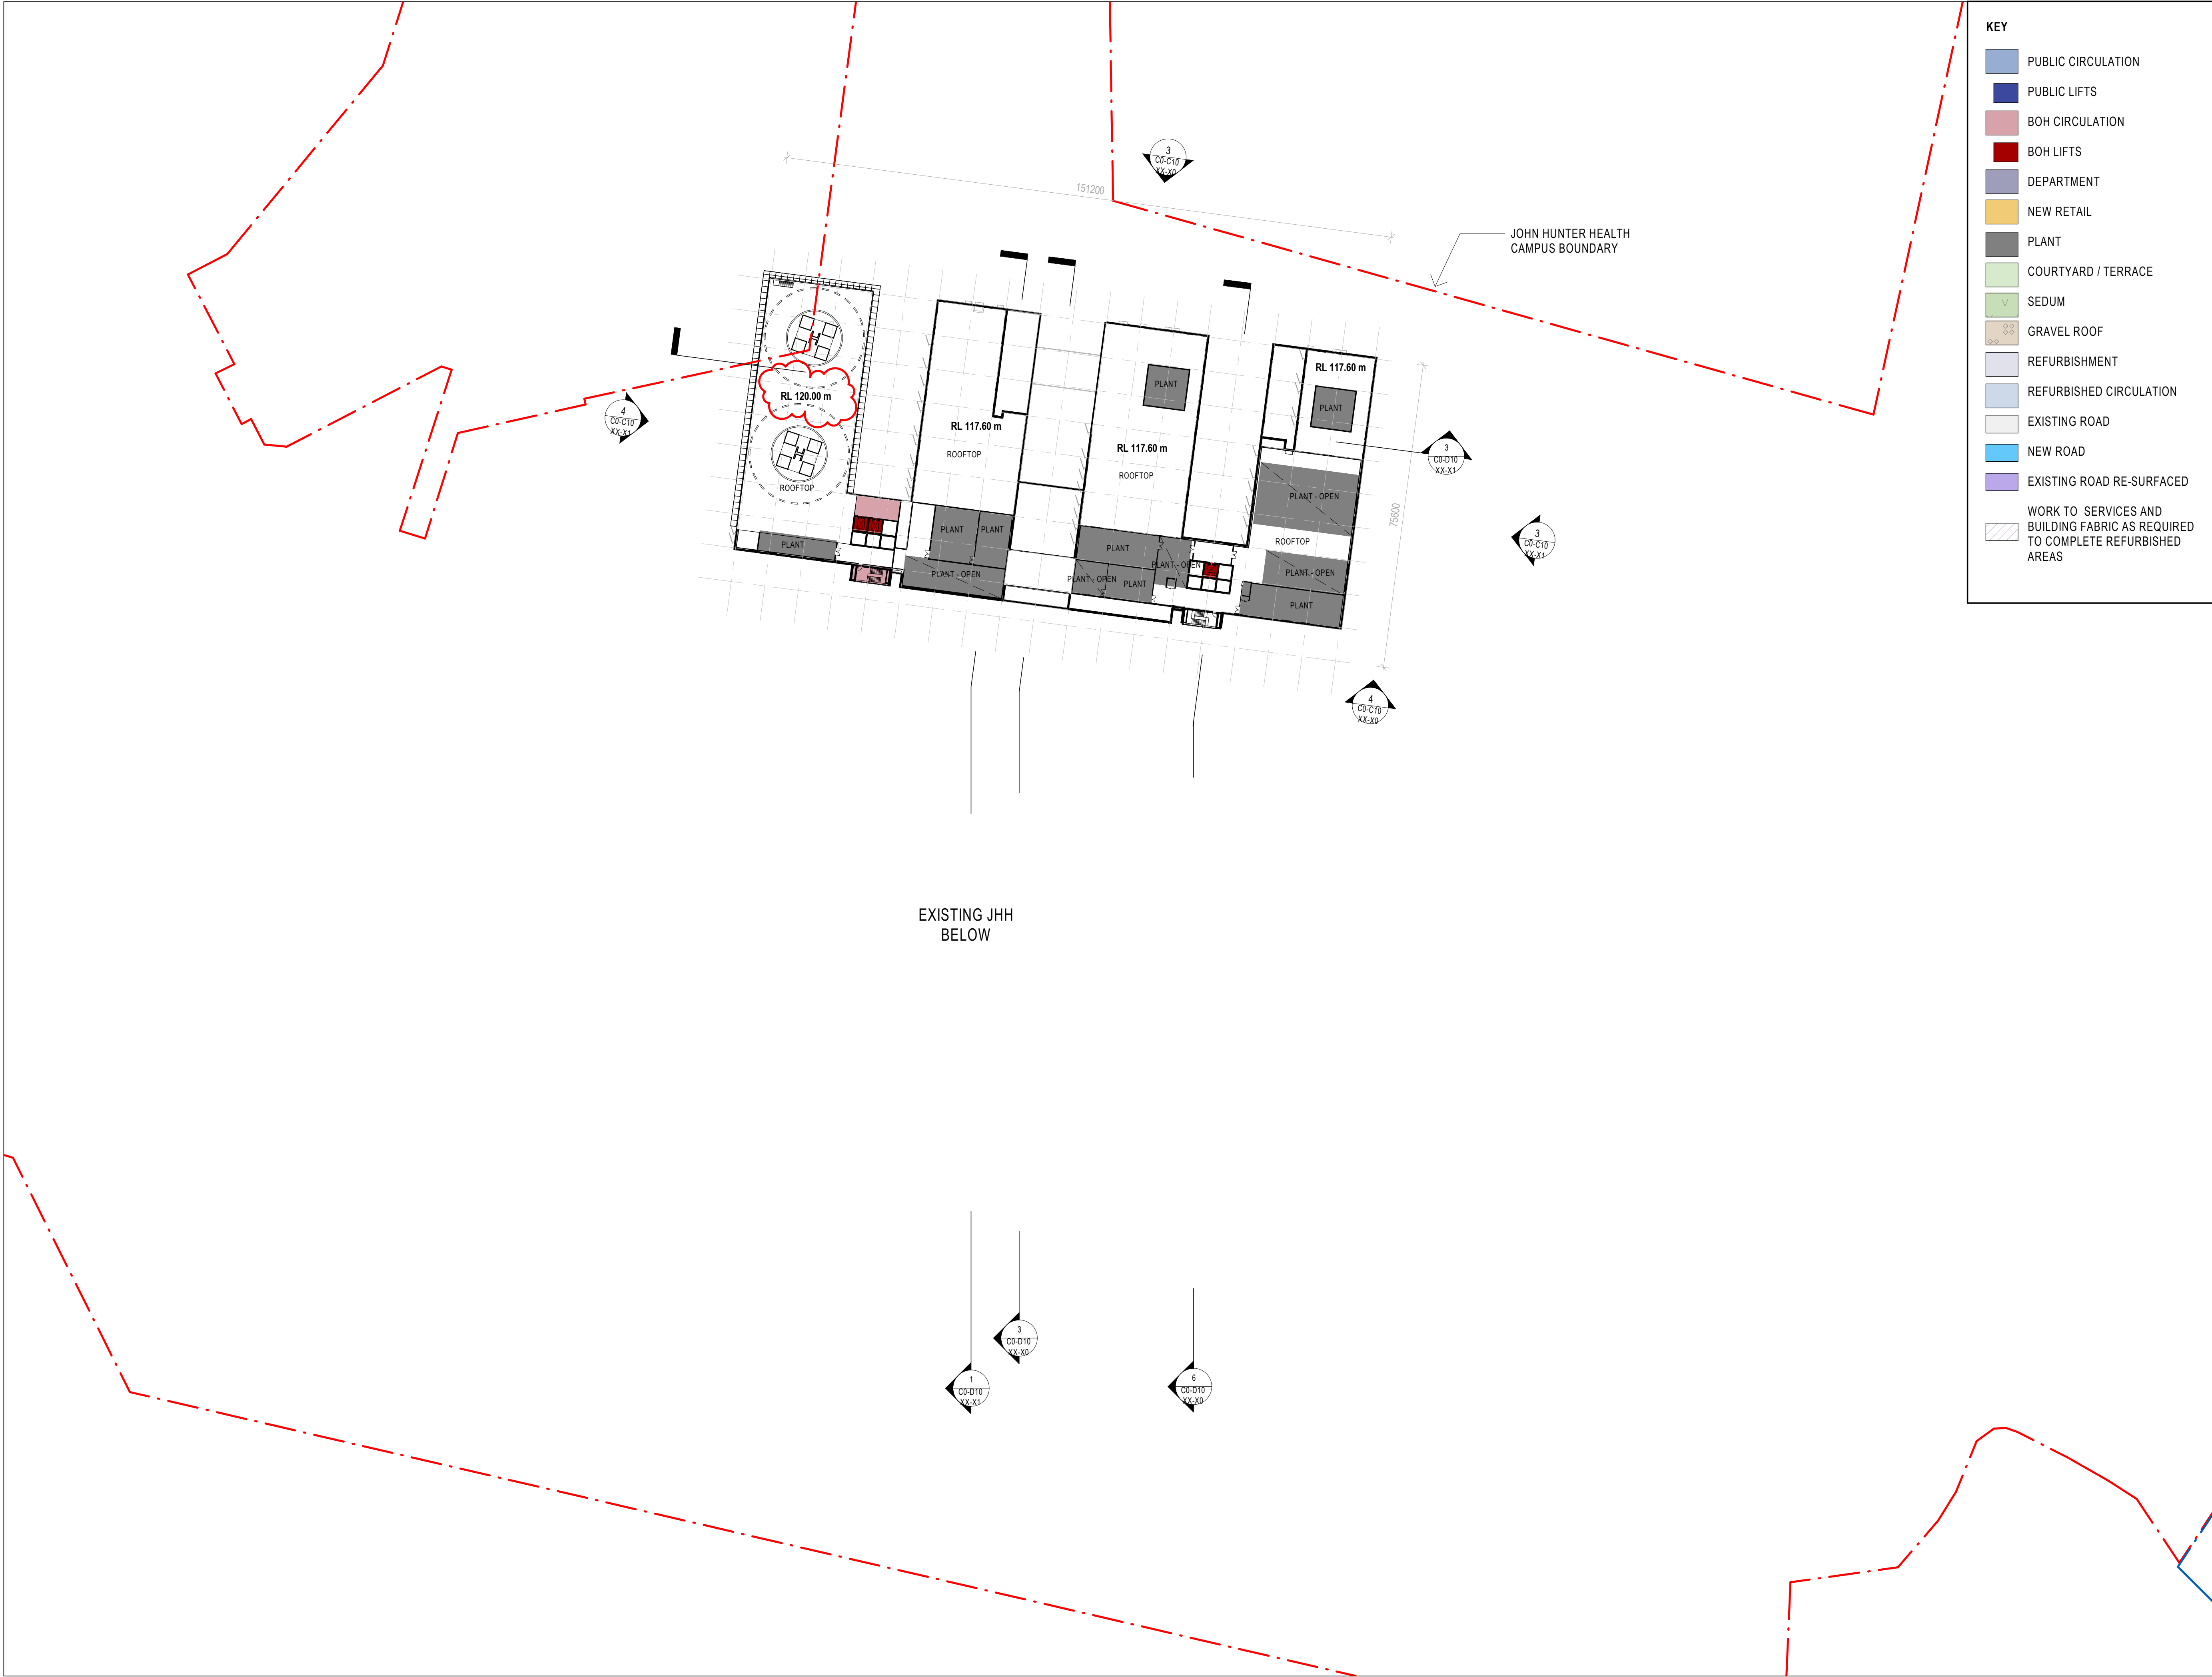 KEY
PUBLIC CIRCULATION
PUBLIC LIFTS
BOH CIRCULATION
BOH LIFTS
DEPARTMENT
NEW RETAIL
PLANT
COURTYARD / TERRACE
SEDUM
GRAVEL ROOF
REFURBISHMENT
REFURBISHED CIRCULATION
EXISTING ROAD
NEW ROAD
EXISTING ROAD RE-SURFACED
WORK TO SERVICES AND
BUILDING FABRIC AS REQUIRED
TO COMPLETE REFURBISHED
AREAS
3
C0-C10
XX-X0
151200
JOHN HUNTER HEALTH
CAMPUS BOUNDARY
RL 117.60 m
PLANT
RL 120.00 m
PLANT
4
C0-C10
XX-X1
RL 117.60 m
ROOFTOP
RL 117.60 m
ROOFTOP
3
C0-D10
XX-X1
ROOFTOP
PLANT - OPEN
75600
PLANT
PLANT
PLANT
PLANT
PLANT - OPEN
ROOFTOP
3
C0-C10
XX-X1
PLANT - OPEN
PLANT - OPEN
PLANT
PLANT - OPEN
PLANT
4
C0-C10
XX-X0
EXISTING JHH
BELOW
3
C0-D10
XX-X0
1
C0-D10
XX-X1
6
C0-D10
XX-X0